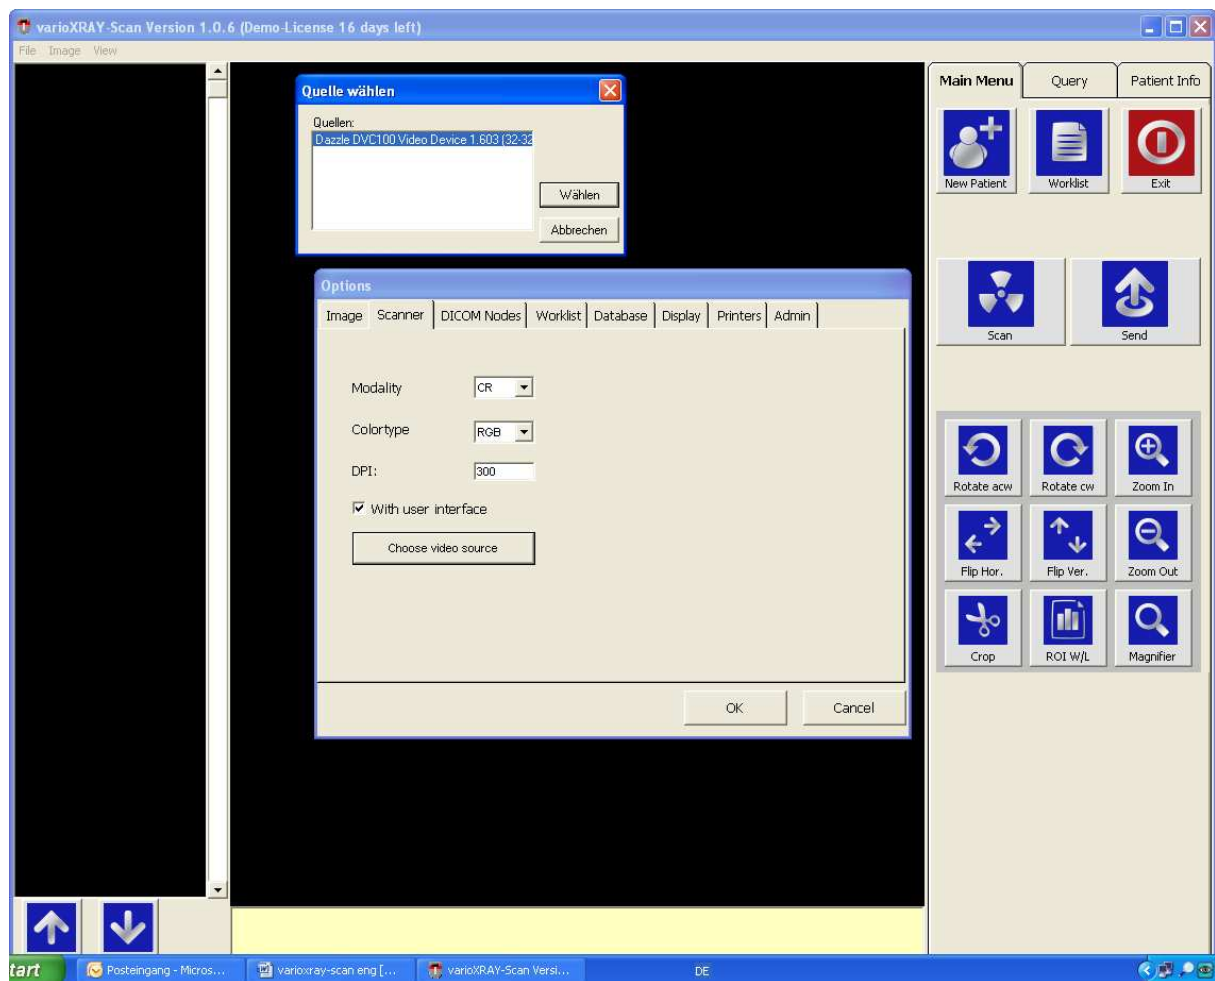 varioXRAY-Scan Version 1.0.6 (Demo-License 16 days left)
File Image View
Quelle wählen
Quellen:
Dazzle DVC100 Video Device 1.603 (32-32
Wählen
Abbrechen
Options
Image Scanner DICOM Nodes Worklist Database Display Printers Admin
Modality CR
Colortype RGB
DPI: 300
With user interface
Choose video source
OK Cancel
Main Menu Query Patient Info
New Patient Worklist Exit
Scan Send
Rotate acw Rotate cw Zoom In
Flip Hor. Flip Ver. Zoom Out
Crop ROI W/L Magnifier
tart Posteingang - Micros... varioxray-scan eng [... varioXRAY-Scan Versi... DE